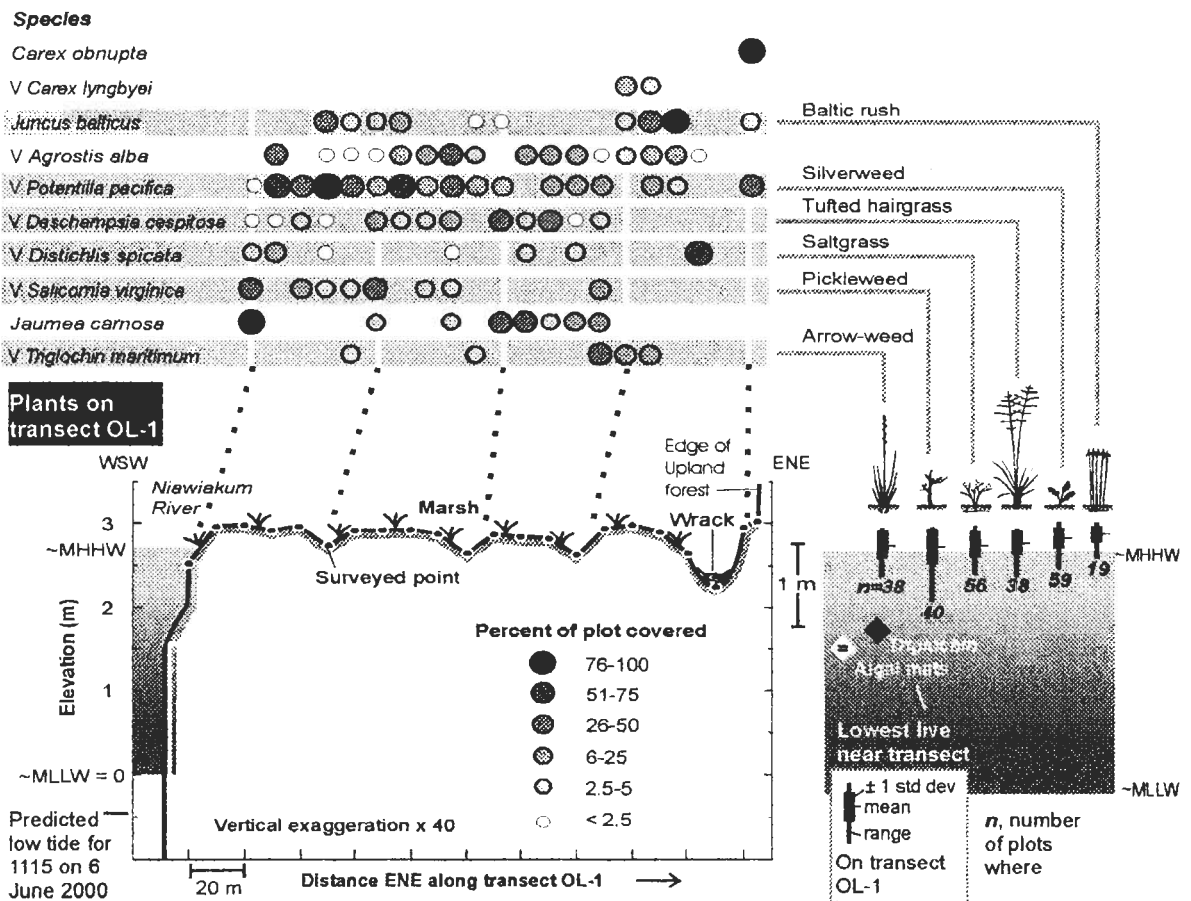 Species
Carex obnupta
V Carex lyngbyei
Juncus balticus
V Agrostis alba
V Potentilla pacifica
V Deschampsia cespitosa
V Distichlis spicata
V Salicornia virginica
Jaumea carnosa
V Triglochin maritimum
Baltic rush
Silverweed
Tufted hairgrass
Saltgrass
Pickleweed
Arrow-weed
Plants on
transect OL-1
WSW
ENE
Niawiakum
River
Marsh
Edge of
Upland
forest
Wrack
Surveyed point
3
~MHHW
2
1
~MLLW = 0
Elevation (m)
Predicted
low tide for
1115 on 6
June 2000
Percent of plot covered
76-100
51-75
26-50
6-25
2.5-5
< 2.5
Vertical exaggeration x 40
20 m
Distance ENE along transect OL-1
1 m
~MHHW
n=38
40
56
38
59
19
=
Algal mats
Lowest live
near transect
~MLLW
± 1 std dev
mean
range
On transect
OL-1
n, number
of plots
where